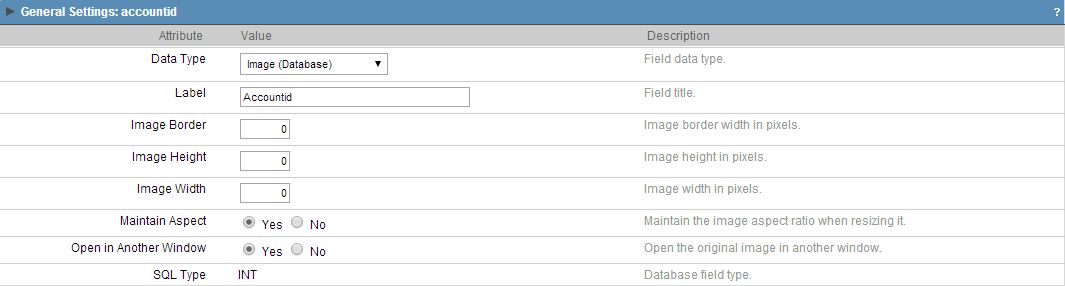 General Settings: accountid ?
Attribute Value Description
Data Type Image (Database) Field data type.
Label Accountid Field title.
Image Border 0 Image border width in pixels.
Image Height 0 Image height in pixels.
Image Width 0 Image width in pixels.
Maintain Aspect Yes No Maintain the image aspect ratio when resizing it.
Open in Another Window Yes No Open the original image in another window.
SQL Type INT Database field type.